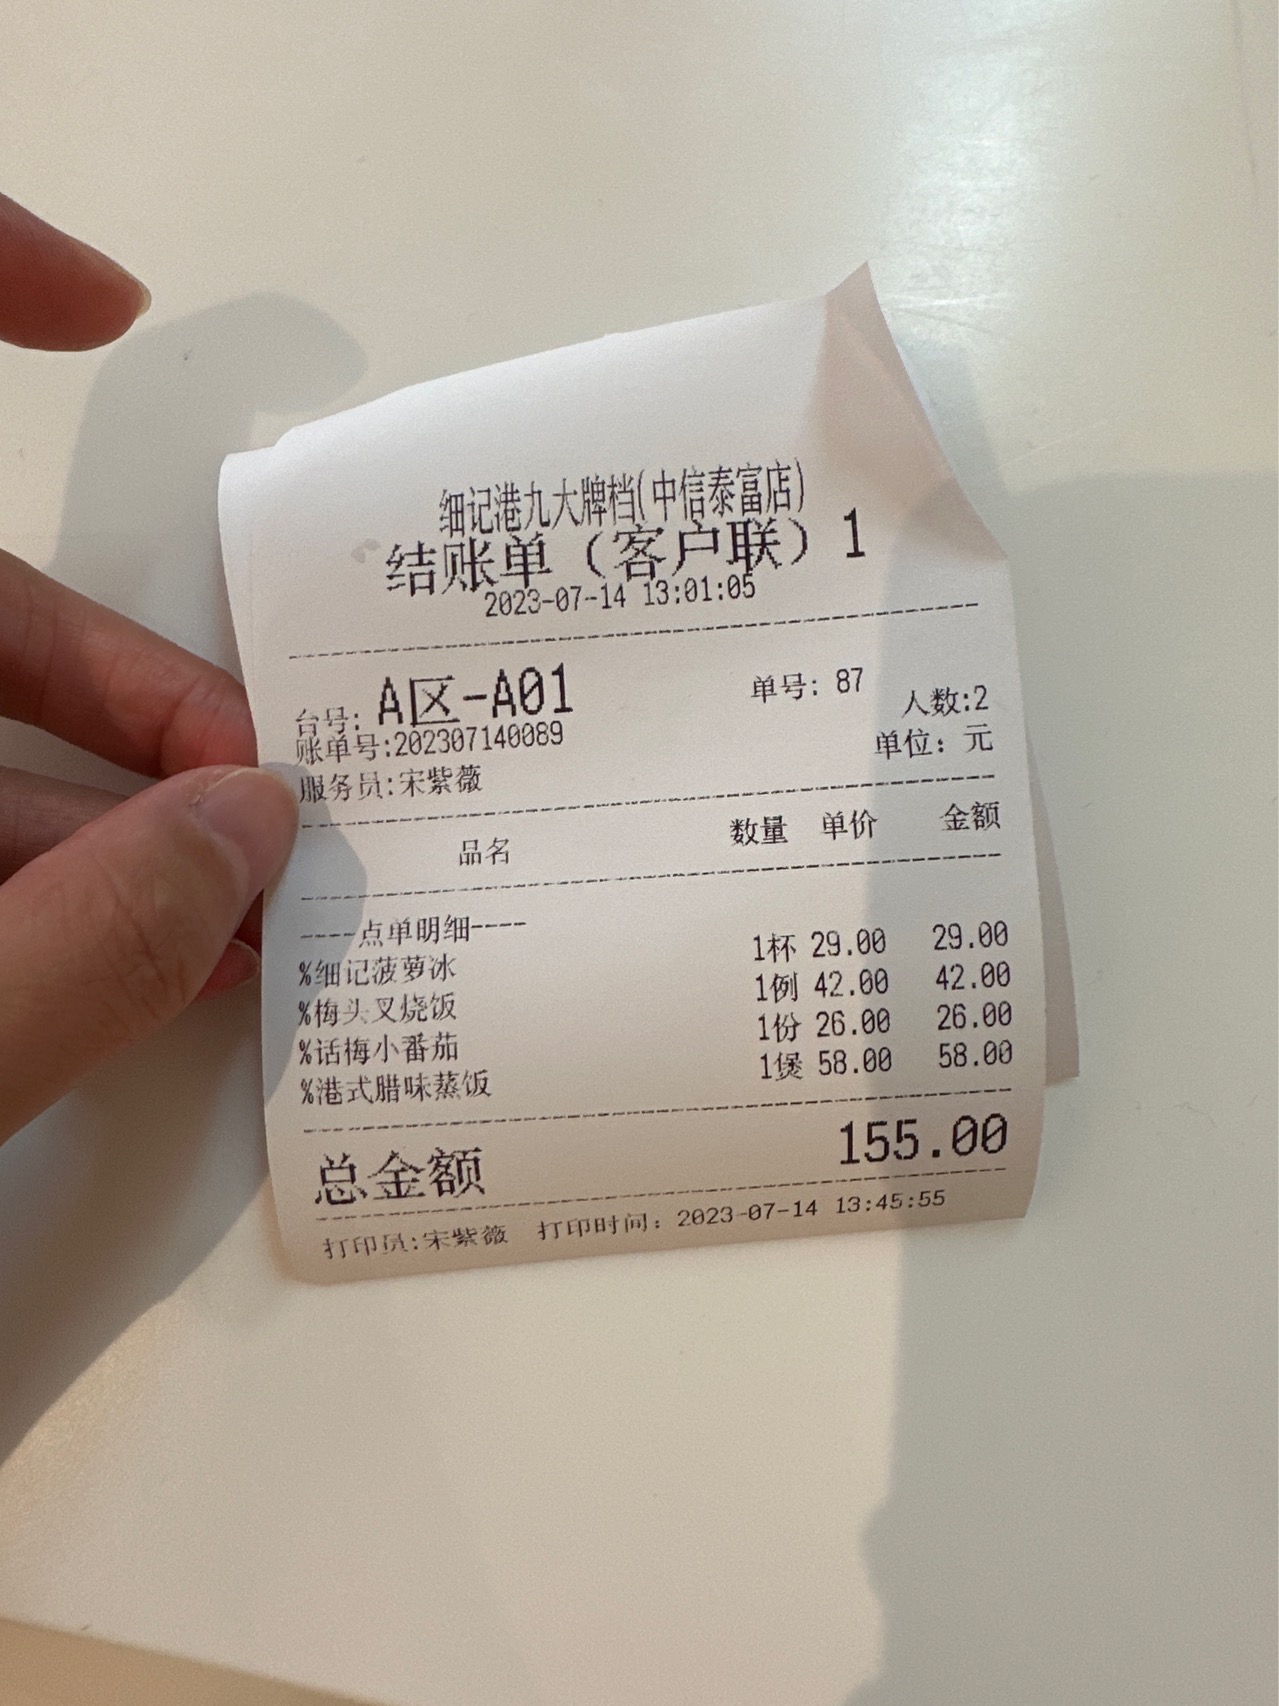 细记港九大牌档(中信泰富店)
结账单（客户联）1
2023-07-14 13:01:05
台号: A区-A01 单号: 87
人数:2
账单号:202307140089
单位: 元
服务员:宋紫薇
品名 数量 单价 金额
----点单明细----
%细记菠萝冰 1杯 29.00 29.00
%梅头叉烧饭 1例 42.00 42.00
%话梅小番茄 1份 26.00 26.00
%港式腊味蒸饭 1煲 58.00 58.00
总金额 155.00
打印员:宋紫薇 打印时间: 2023-07-14 13:45:55